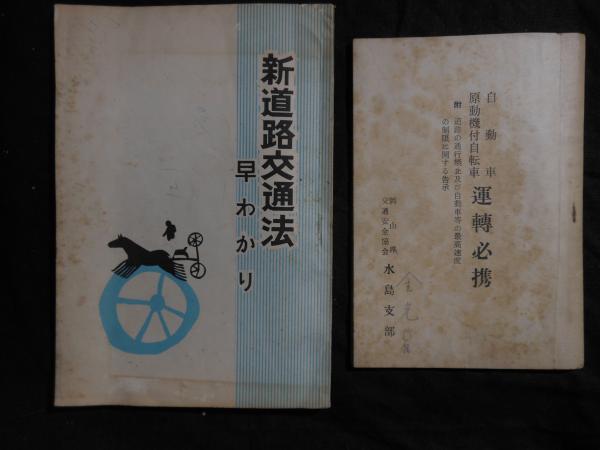 新道路交通法
早わかり
自動車
原動機付自転車
運轉必携
附 道路の通行禁止及び自動車等の最高速度
の制限に関する告示
岡山県
交通安全協会
水島支部